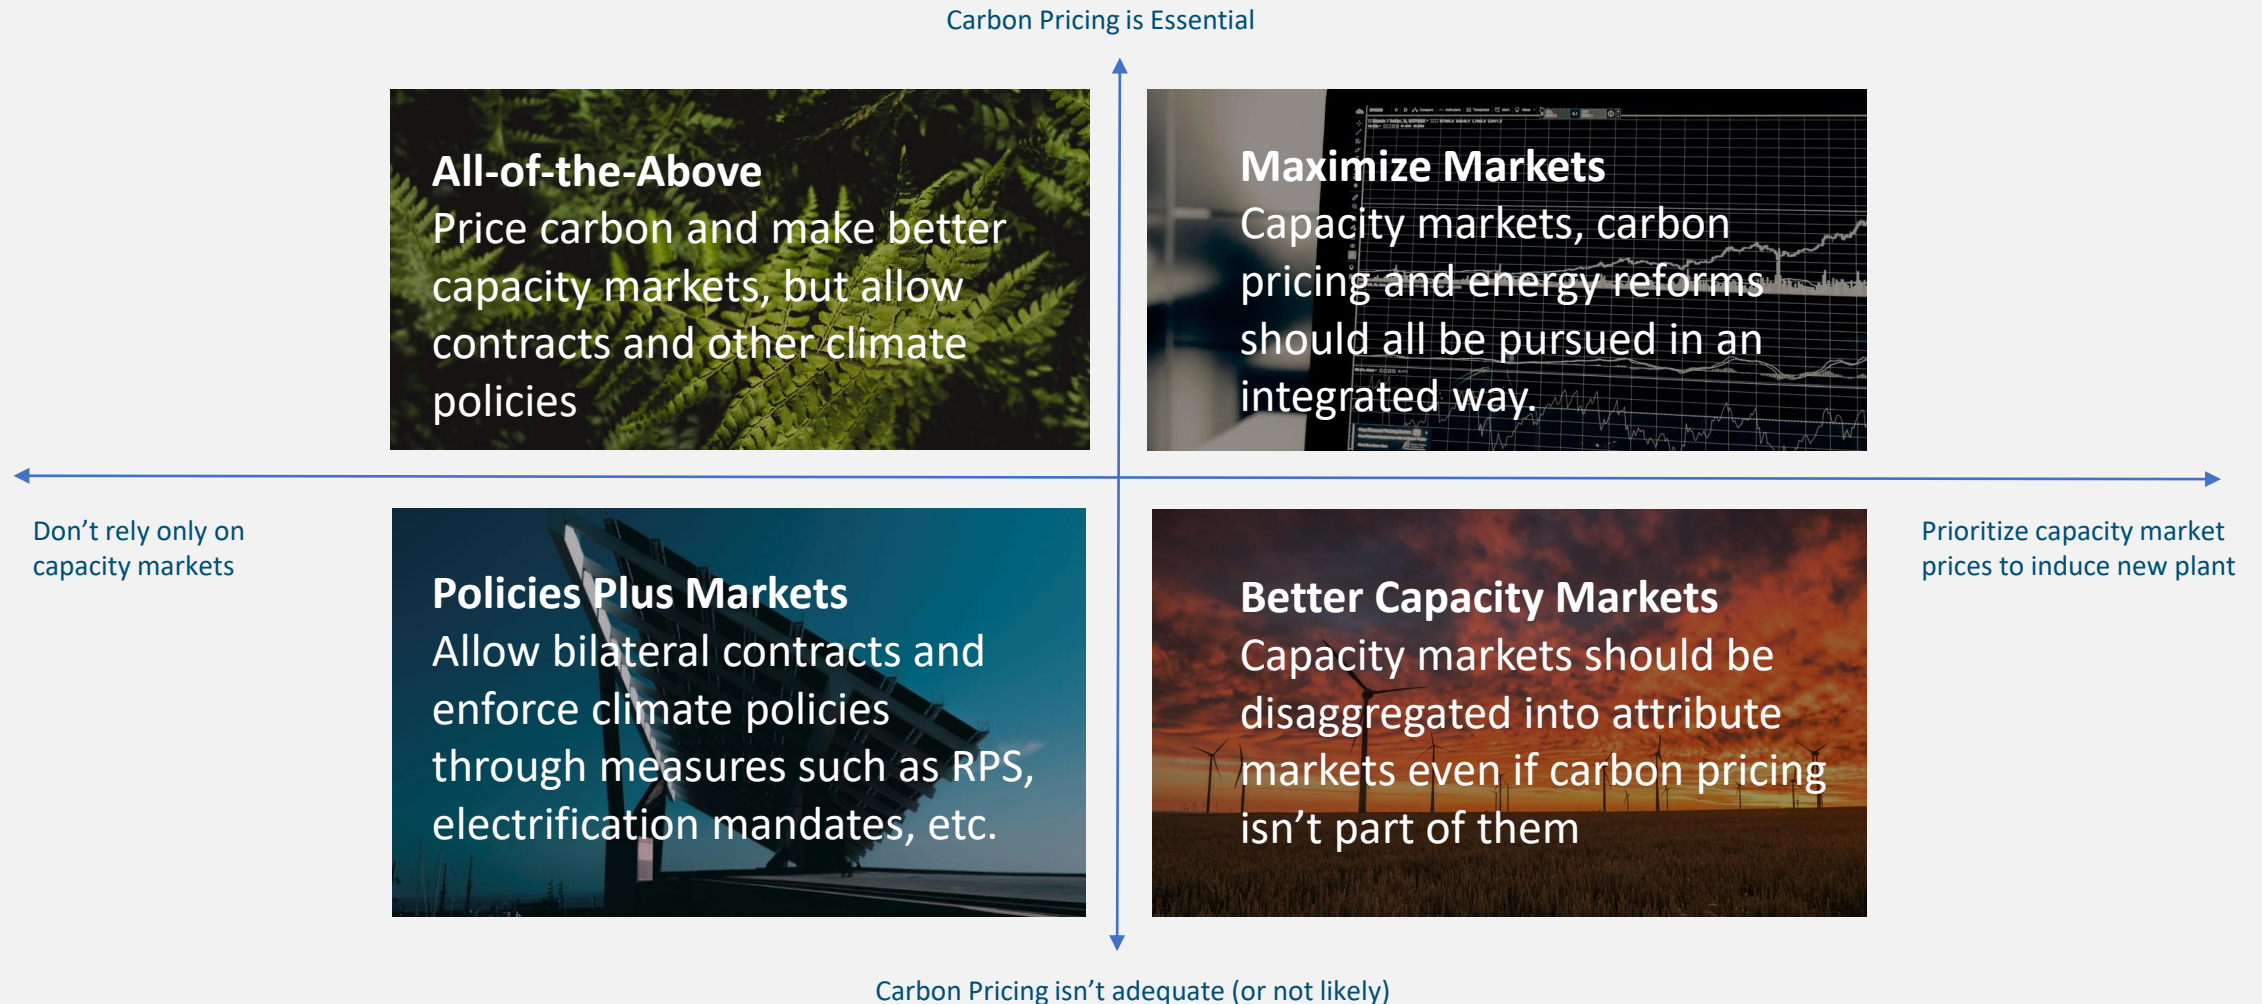 Carbon Pricing is Essential
All-of-the-Above
Price carbon and make better
capacity markets, but allow
contracts and other climate
policies
Maximize Markets
Capacity markets, carbon
pricing and energy reforms
should all be pursued in an
integrated way.
Don’t rely only on
capacity markets
Prioritize capacity market
prices to induce new plant
Policies Plus Markets
Allow bilateral contracts and
enforce climate policies
through measures such as RPS,
electrification mandates, etc.
Better Capacity Markets
Capacity markets should be
disaggregated into attribute
markets even if carbon pricing
isn’t part of them
Carbon Pricing isn’t adequate (or not likely)